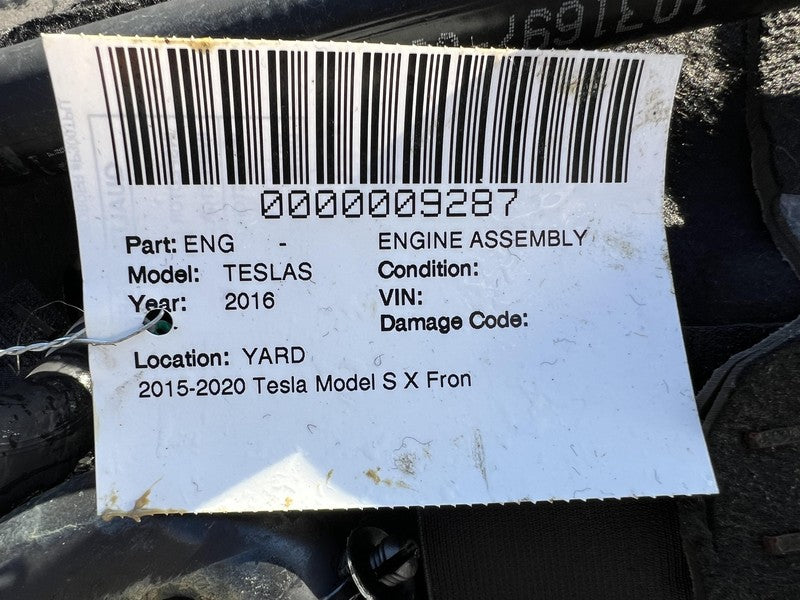 0000009287
Part: ENG - ENGINE ASSEMBLY
Model: TESLAS Condition:
Year: 2016 VIN:
Damage Code:
Location: YARD
2015-2020 Tesla Model S X Fron